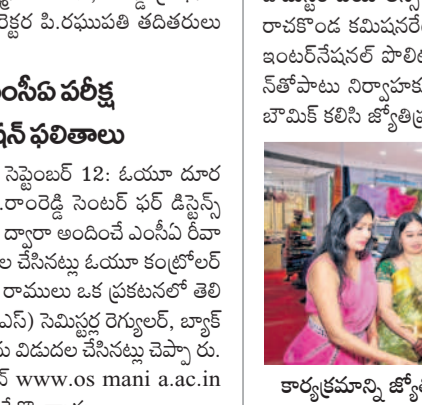 రెక్టర పి.రఘుపతి తదితరులు
ఎంసీఏ పరీక్ష
షన్ ఫలితాలు
సెప్టెంబర్ 12: ఓయూ దూర
.రాంరెడ్డి సెంటర్ ఫర్ డిస్టెన్స్
ద్వారా అందించే ఎంసీఏ రీవా
ల చేసినట్లు ఓయూ కంట్రోలర్
రాములు ఒక ప్రకటనలో తెలి
ఎస్) సెమిస్టర్ల రెగ్యులర్, బ్యాక్
ను విడుదల చేసినట్లు చెప్పా రు.
www.os mani a.ac.in
రాచకొండ కమిషనరే
ఇంటర్‌నేషనల్ పొలిట
న్‌తోపాటు నిర్వాహకు
బౌమిక్ కలిసి జ్యోతిప్ర
కార్యక్రమాన్ని జ్యోతి